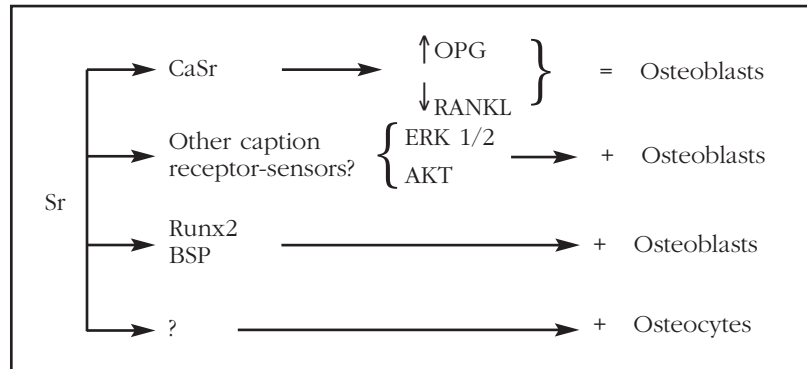 CaSr ↑OPG } = Osteoblasts
↓RANKL
Other caption { ERK 1/2
receptor-sensors? AKT + Osteoblasts
Sr
Runx2
BSP + Osteoblasts
? + Osteocytes